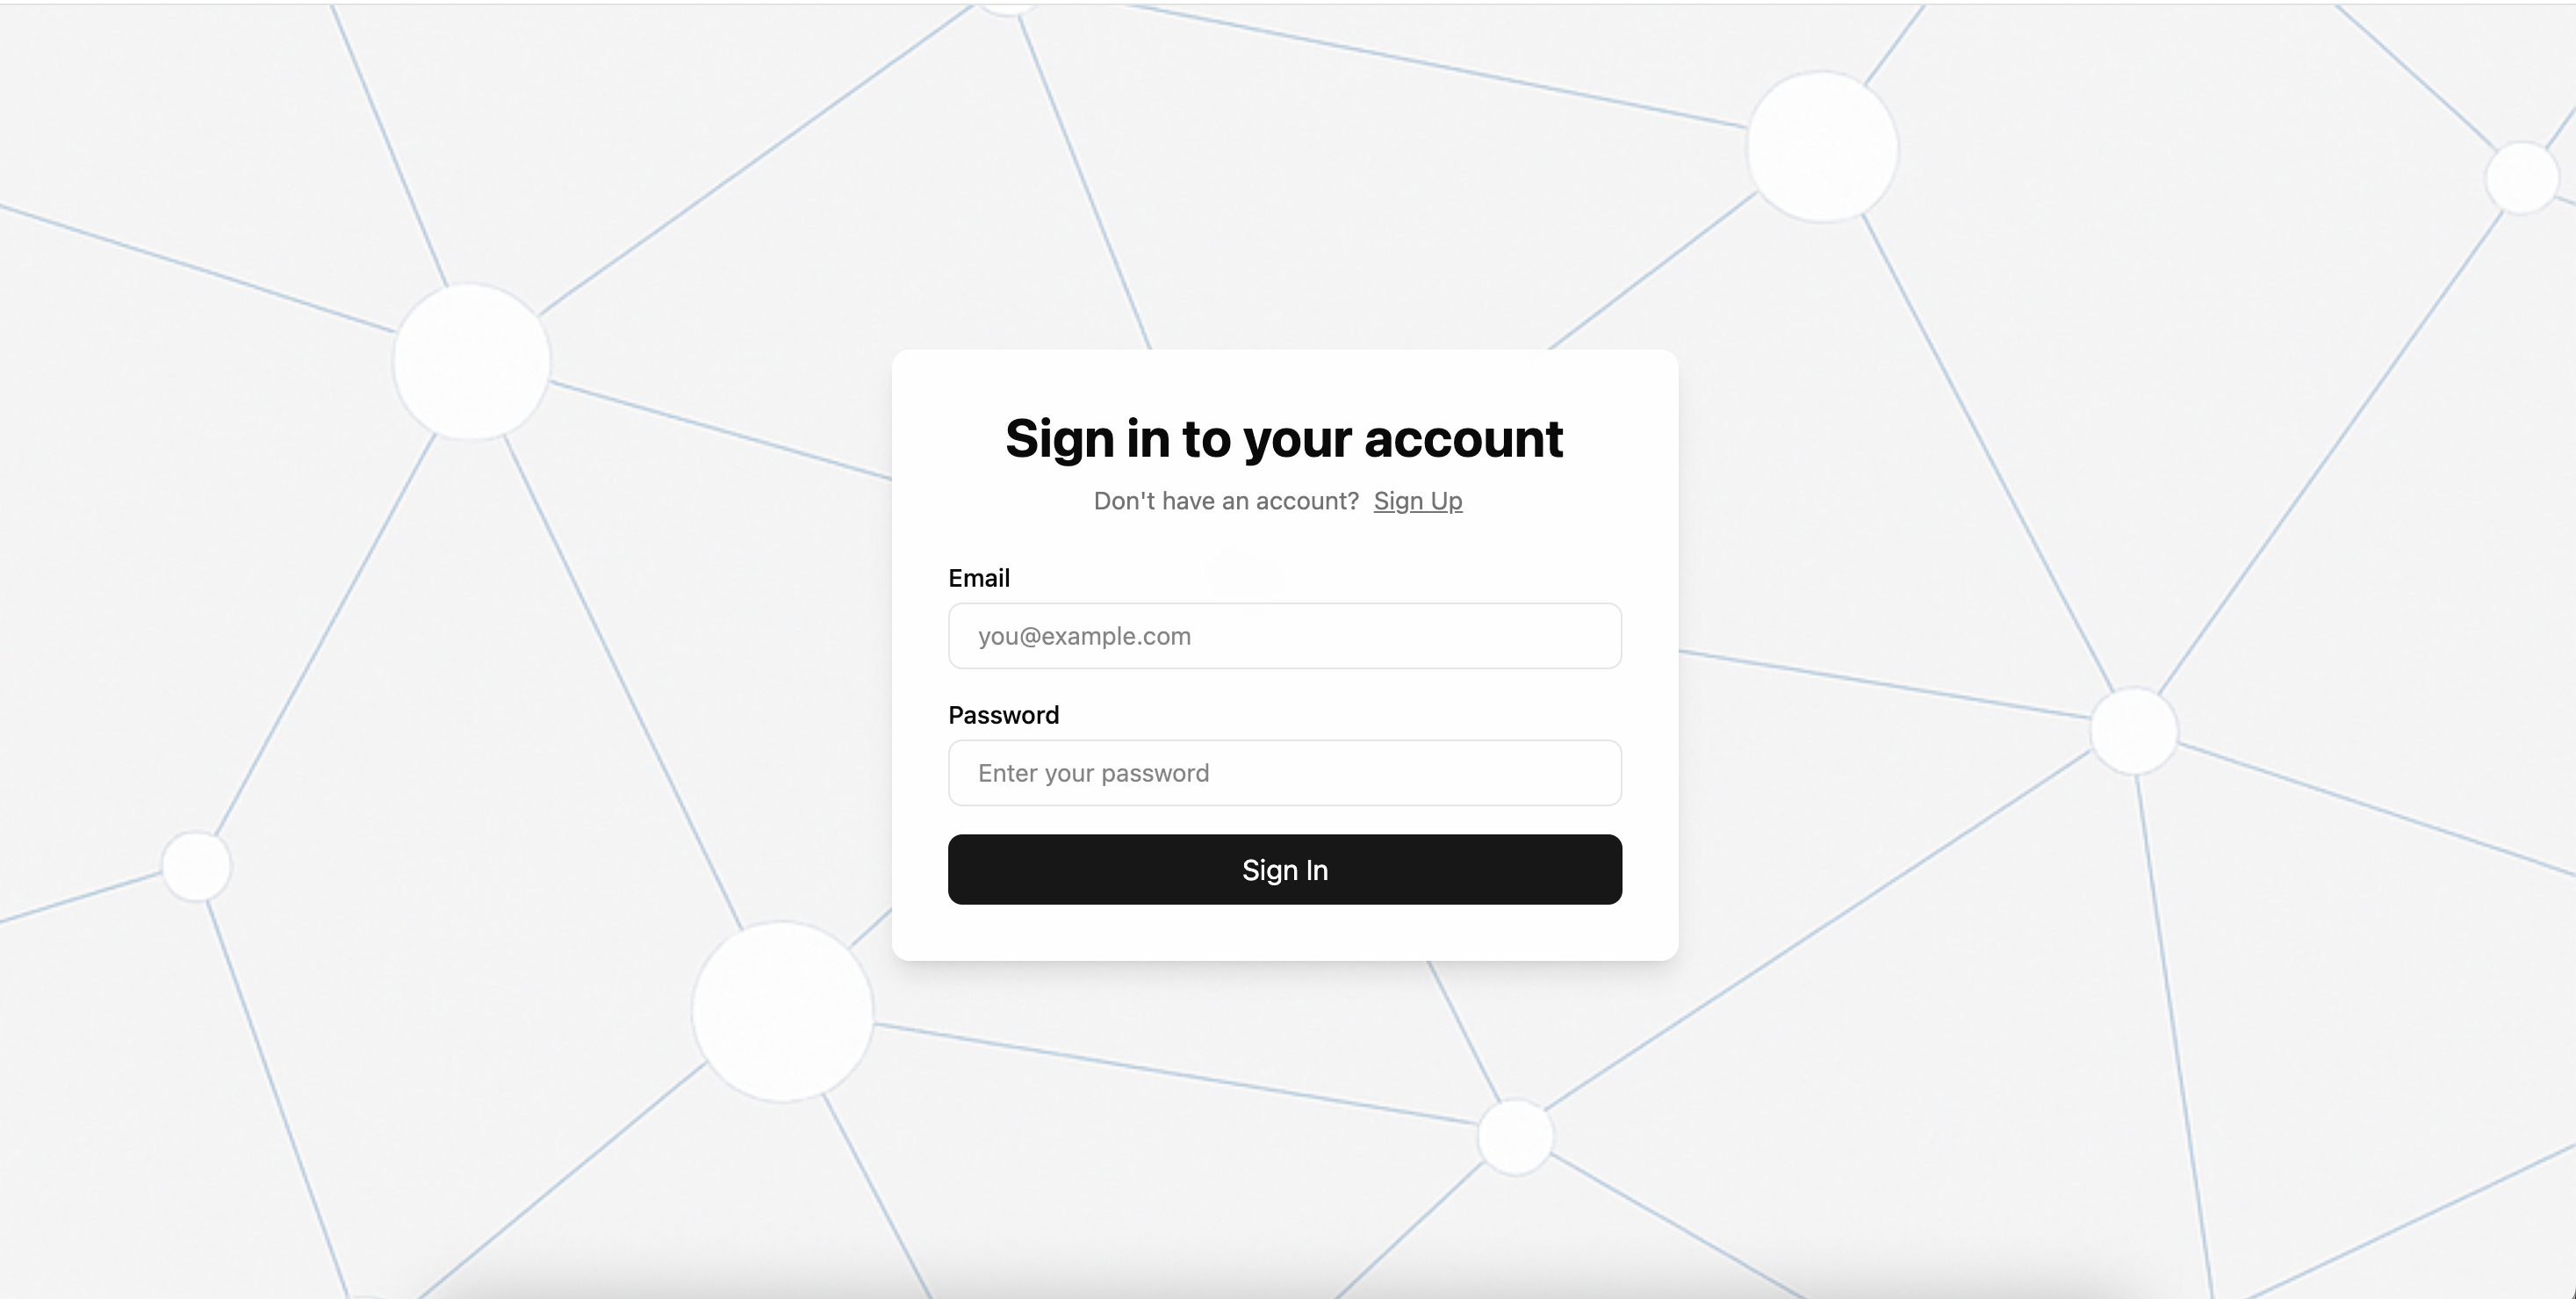 Sign in to your account
Don't have an account? Sign Up
Email
you@example.com
Password
Enter your password
Sign In